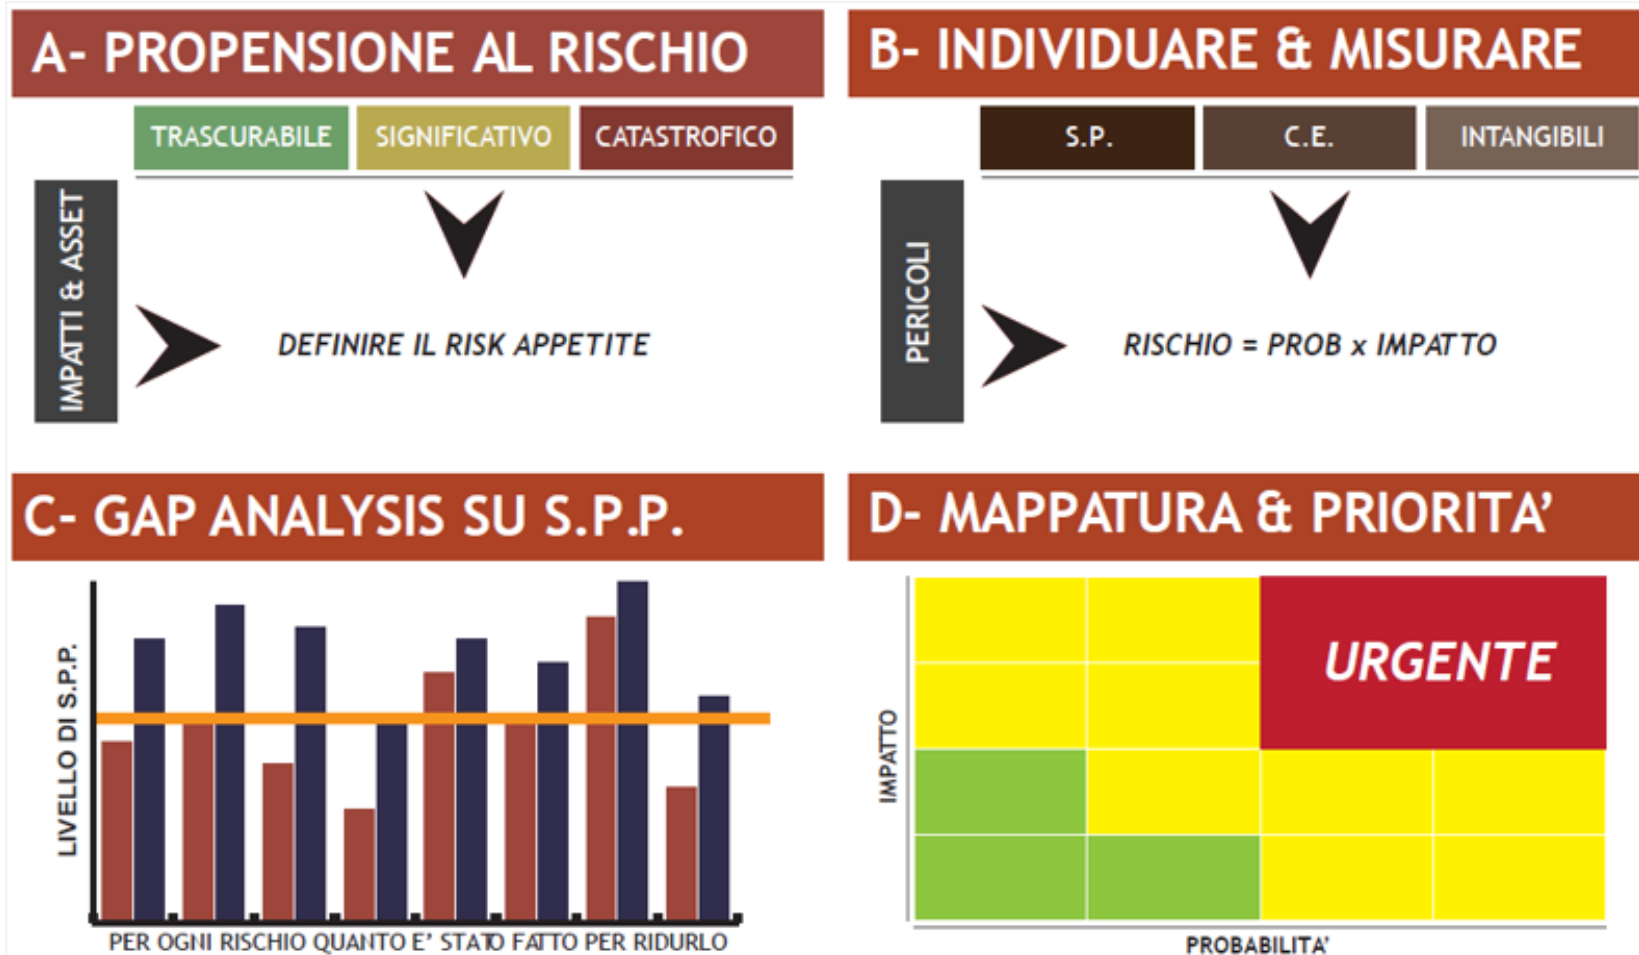 A- PROPENSIONE AL RISCHIO
TRASCURABILE
SIGNIFICATIVO
CATASTROFICO
IMPATTI & ASSET
DEFINIRE IL RISK APPETITE
B- INDIVIDUARE & MISURARE
S.P.
C.E.
INTANGIBILI
PERICOLI
RISCHIO = PROB x IMPATTO
C- GAP ANALYSIS SU S.P.P.
LIVELLO DI S.P.P.
PER OGNI RISCHIO QUANTO E' STATO FATTO PER RIDURLO
D- MAPPATURA & PRIORITA'
URGENTE
IMPATTO
PROBABILITA'